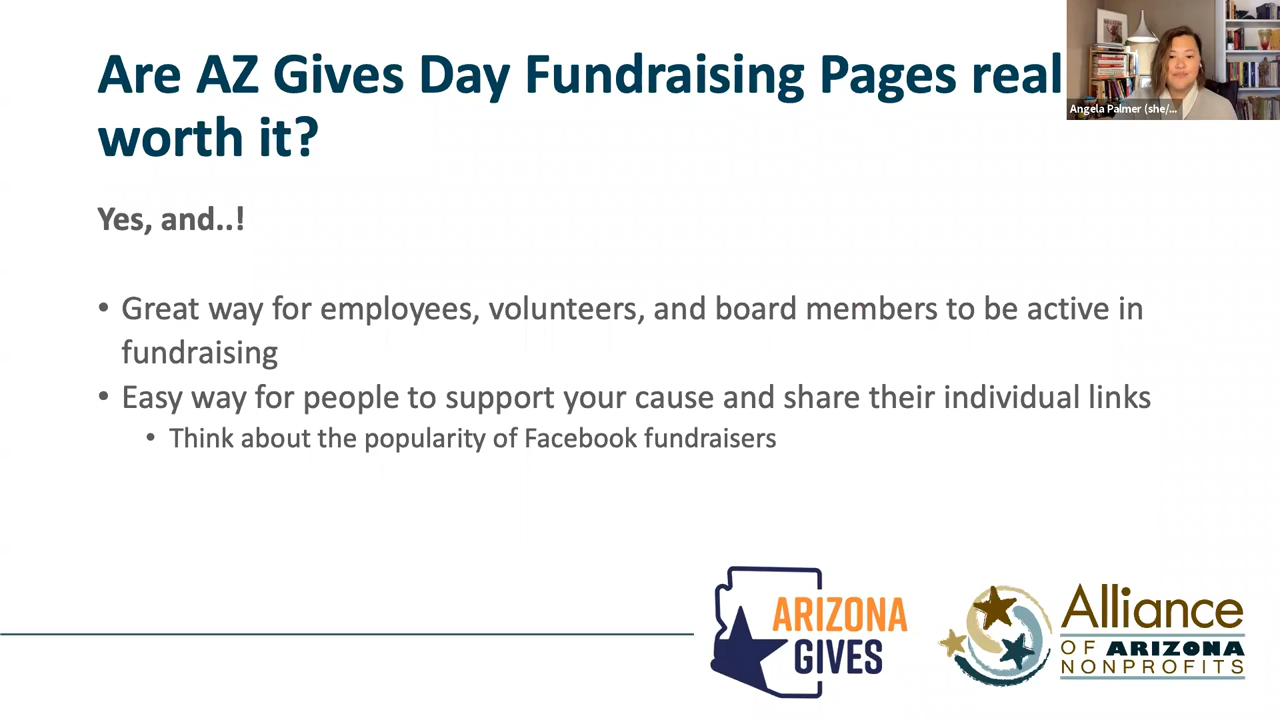 Are AZ Gives Day Fundraising Pages real
worth it?
Angela Palmer (she/...
Yes, and..!
• Great way for employees, volunteers, and board members to be active in
fundraising
• Easy way for people to support your cause and share their individual links
• Think about the popularity of Facebook fundraisers
ARIZONA
GIVES
Alliance
OF ARIZONA
NONPROFITS